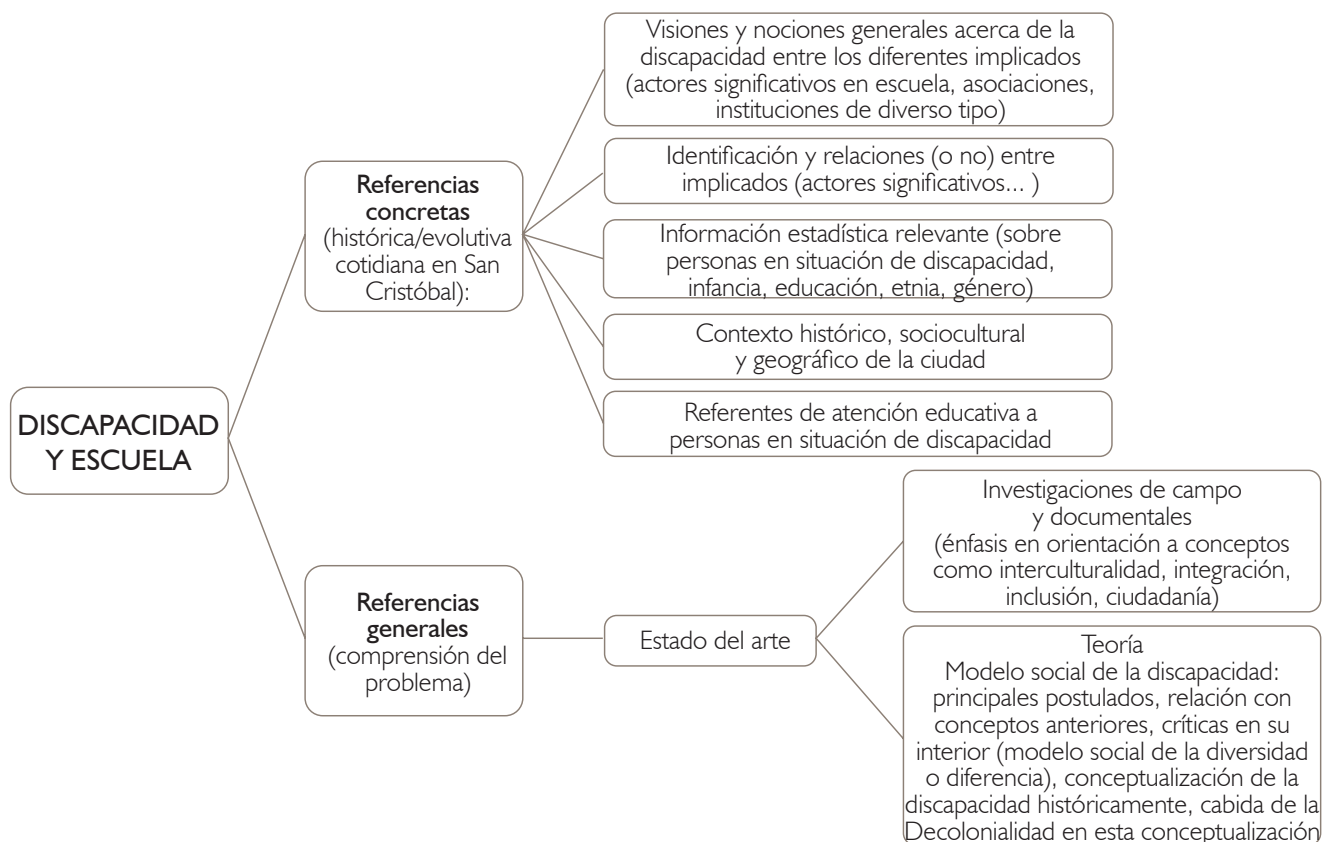 Visiones y nociones generales acerca de la
discapacidad entre los diferentes implicados
(actores significativos en escuela, asociaciones,
instituciones de diverso tipo)
Referencias
concretas
(histórica/evolutiva
cotidiana en San
Cristóbal):
Identificación y relaciones (o no) entre
implicados (actores significativos... )
Información estadística relevante (sobre
personas en situación de discapacidad,
infancia, educación, etnia, género)
Contexto histórico, sociocultural
y geográfico de la ciudad
Referentes de atención educativa a
personas en situación de discapacidad
DISCAPACIDAD
Y ESCUELA
Referencias
generales
(comprensión del
problema)
Estado del arte
Investigaciones de campo
y documentales
(énfasis en orientación a conceptos
como interculturalidad, integración,
inclusión, ciudadanía)
Teoría
Modelo social de la discapacidad:
principales postulados, relación con
conceptos anteriores, críticas en su
interior (modelo social de la diversidad
o diferencia), conceptualización de la
discapacidad históricamente, cabida de la
Decolonialidad en esta conceptualización